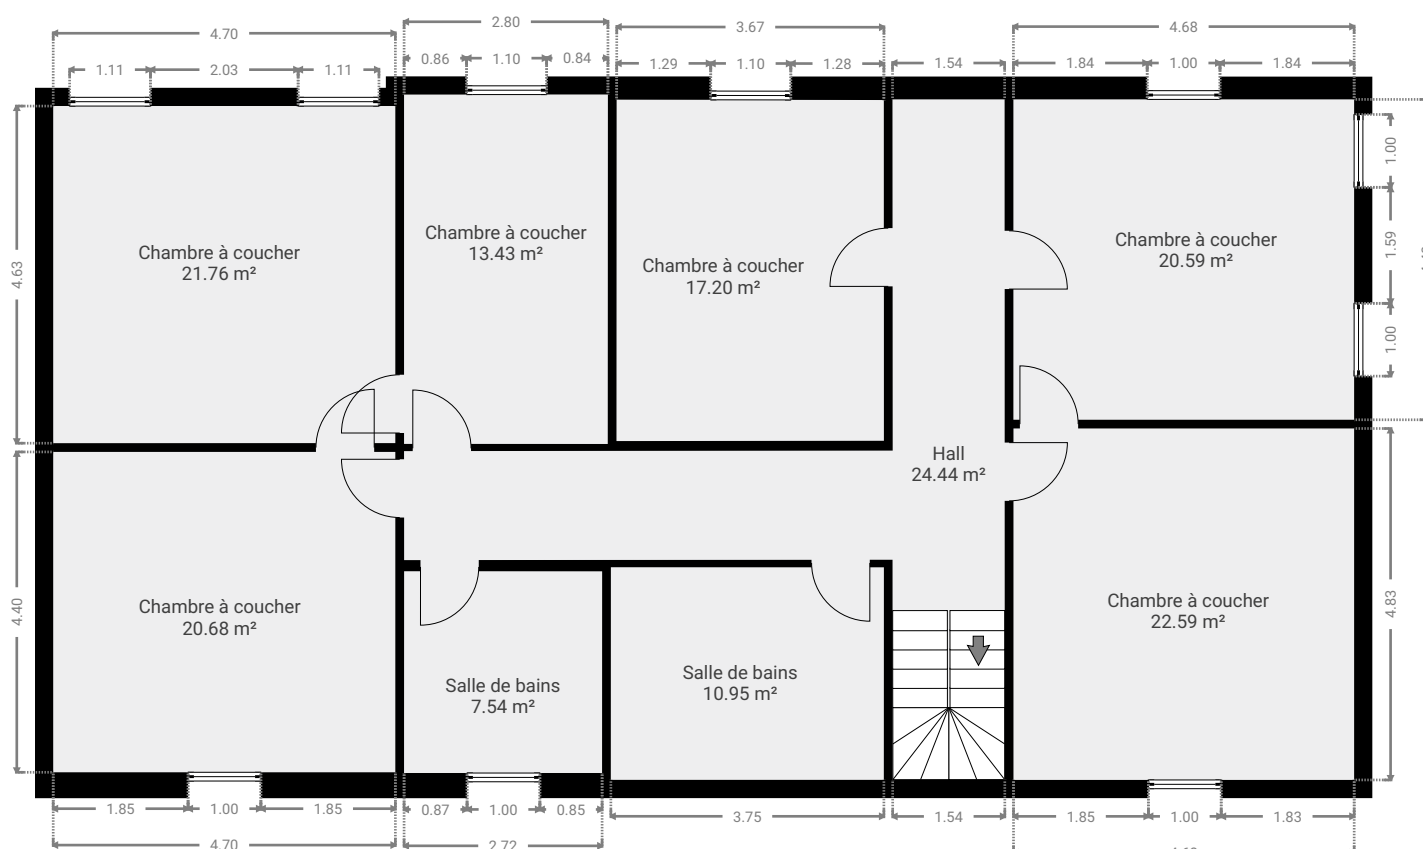 2.80
3.67
4.68
4.70
0.86
1.10
0.84
1.29
1.10
1.28
1.54
1.84
1.00
1.84
1.11
2.03
1.11
1.00
1.59
1.00
4.63
Chambre à coucher
21.76 m²
Chambre à coucher
13.43 m²
Chambre à coucher
17.20 m²
Chambre à coucher
20.59 m²
Hall
24.44 m²
4.40
Chambre à coucher
20.68 m²
Salle de bains
7.54 m²
Salle de bains
10.95 m²
Chambre à coucher
22.59 m²
4.83
1.85
1.00
1.85
0.87
1.00
0.85
3.75
1.54
1.85
1.00
1.83
4.70
2.72